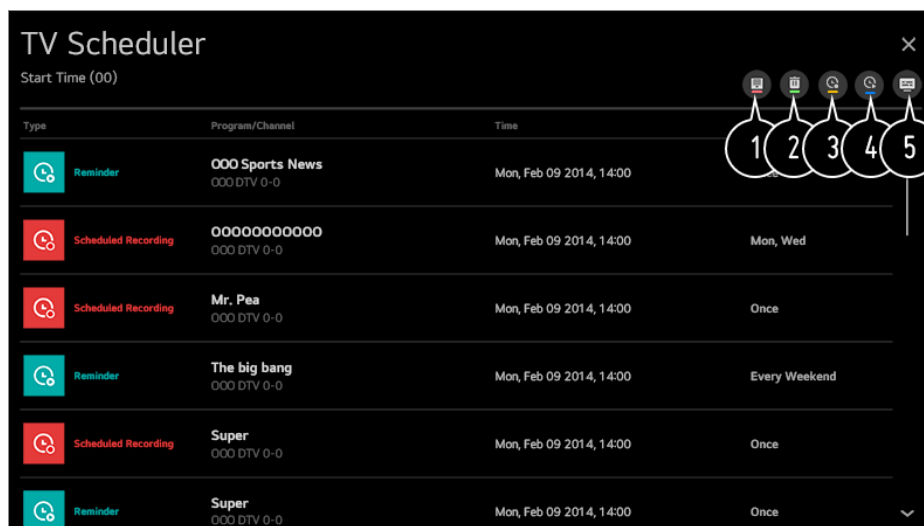 TV Scheduler
Start Time (00)
1 2 3 4 5
Type Program/Channel Time
Reminder OOO Sports News Mon, Feb 09 2014, 14:00
OOO DTV 0-0
Scheduled Recording OOOOOOOOOOO Mon, Feb 09 2014, 14:00 Mon, Wed
OOO DTV 0-0
Scheduled Recording Mr. Pea Mon, Feb 09 2014, 14:00 Once
OOO DTV 0-0
Reminder The big bang Mon, Feb 09 2014, 14:00 Every Weekend
OOO DTV 0-0
Scheduled Recording Super Mon, Feb 09 2014, 14:00 Once
OOO DTV 0-0
Reminder Super Mon, Feb 09 2014, 14:00 Once
OOO DTV 0-0